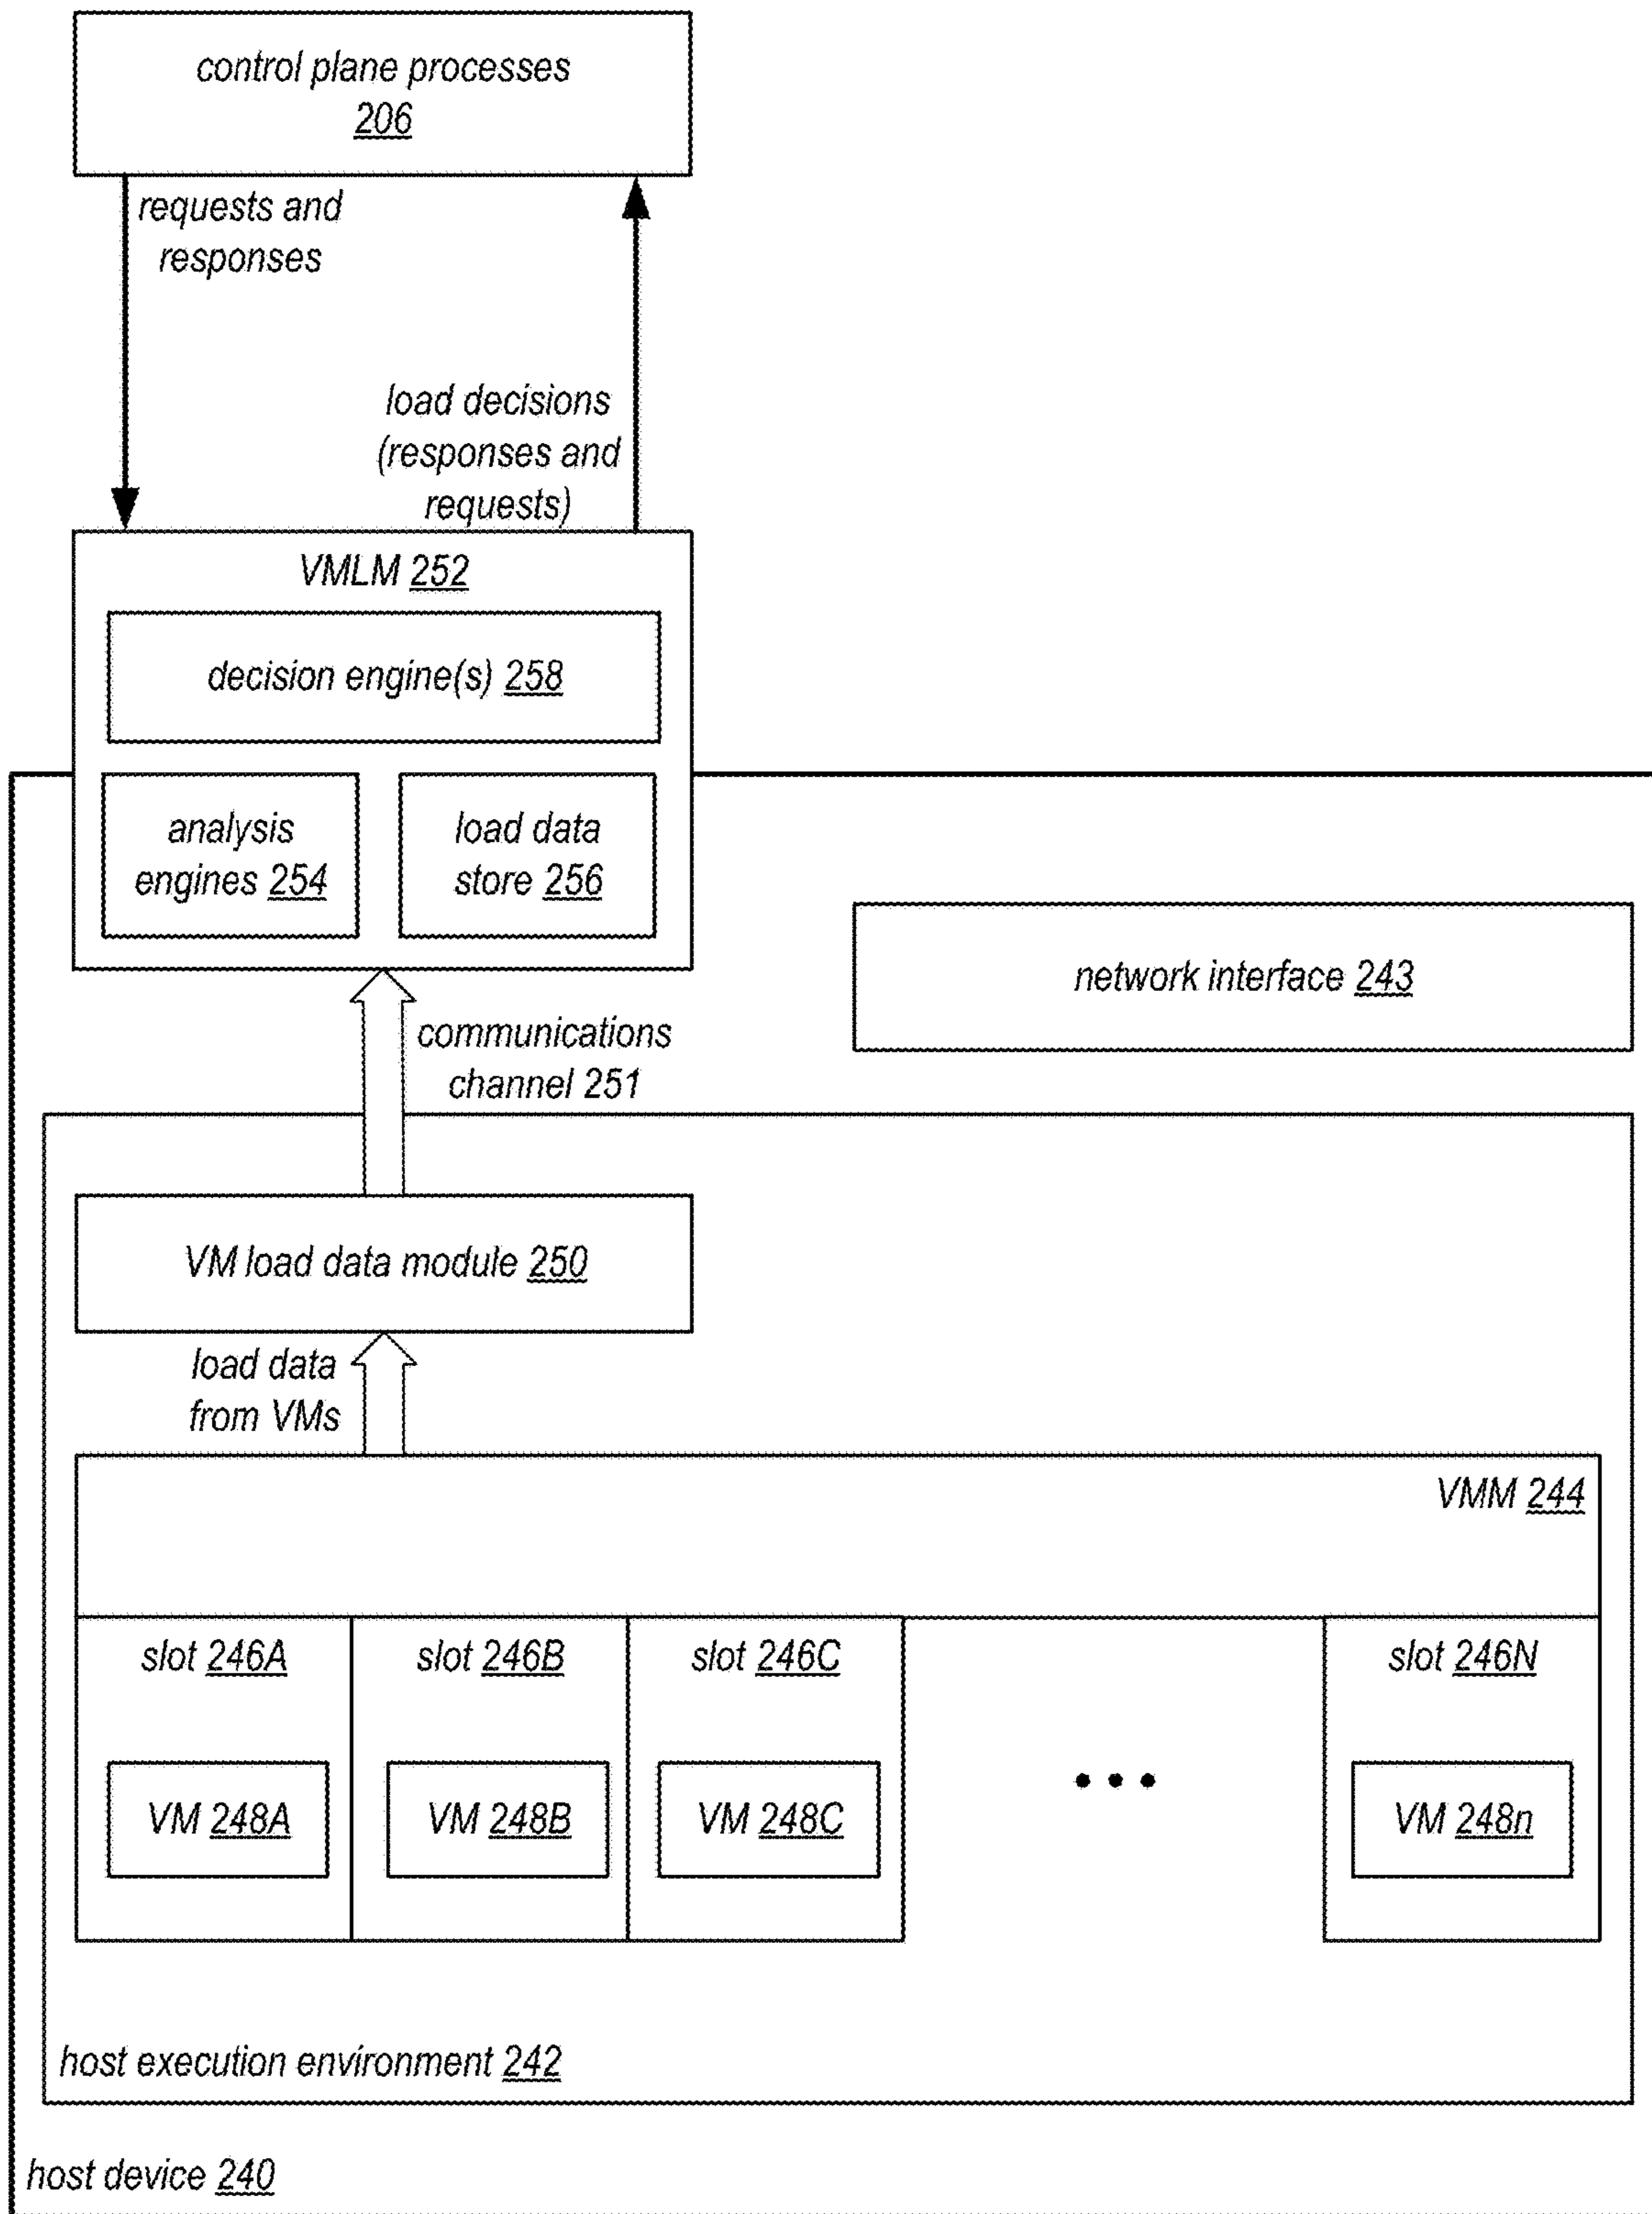 control plane processes
206
requests and
responses
load decisions
(responses and
requests)
VMLM 252
decision engine(s) 258
analysis
engines 254
load data
store 256
network interface 243
communications
channel 251
VM load data module 250
load data
from VMs
VMM 244
slot 246A
slot 246B
slot 246C
slot 246N
VM 248A
VM 248B
VM 248C
• • •
VM 248n
host execution environment 242
host device 240